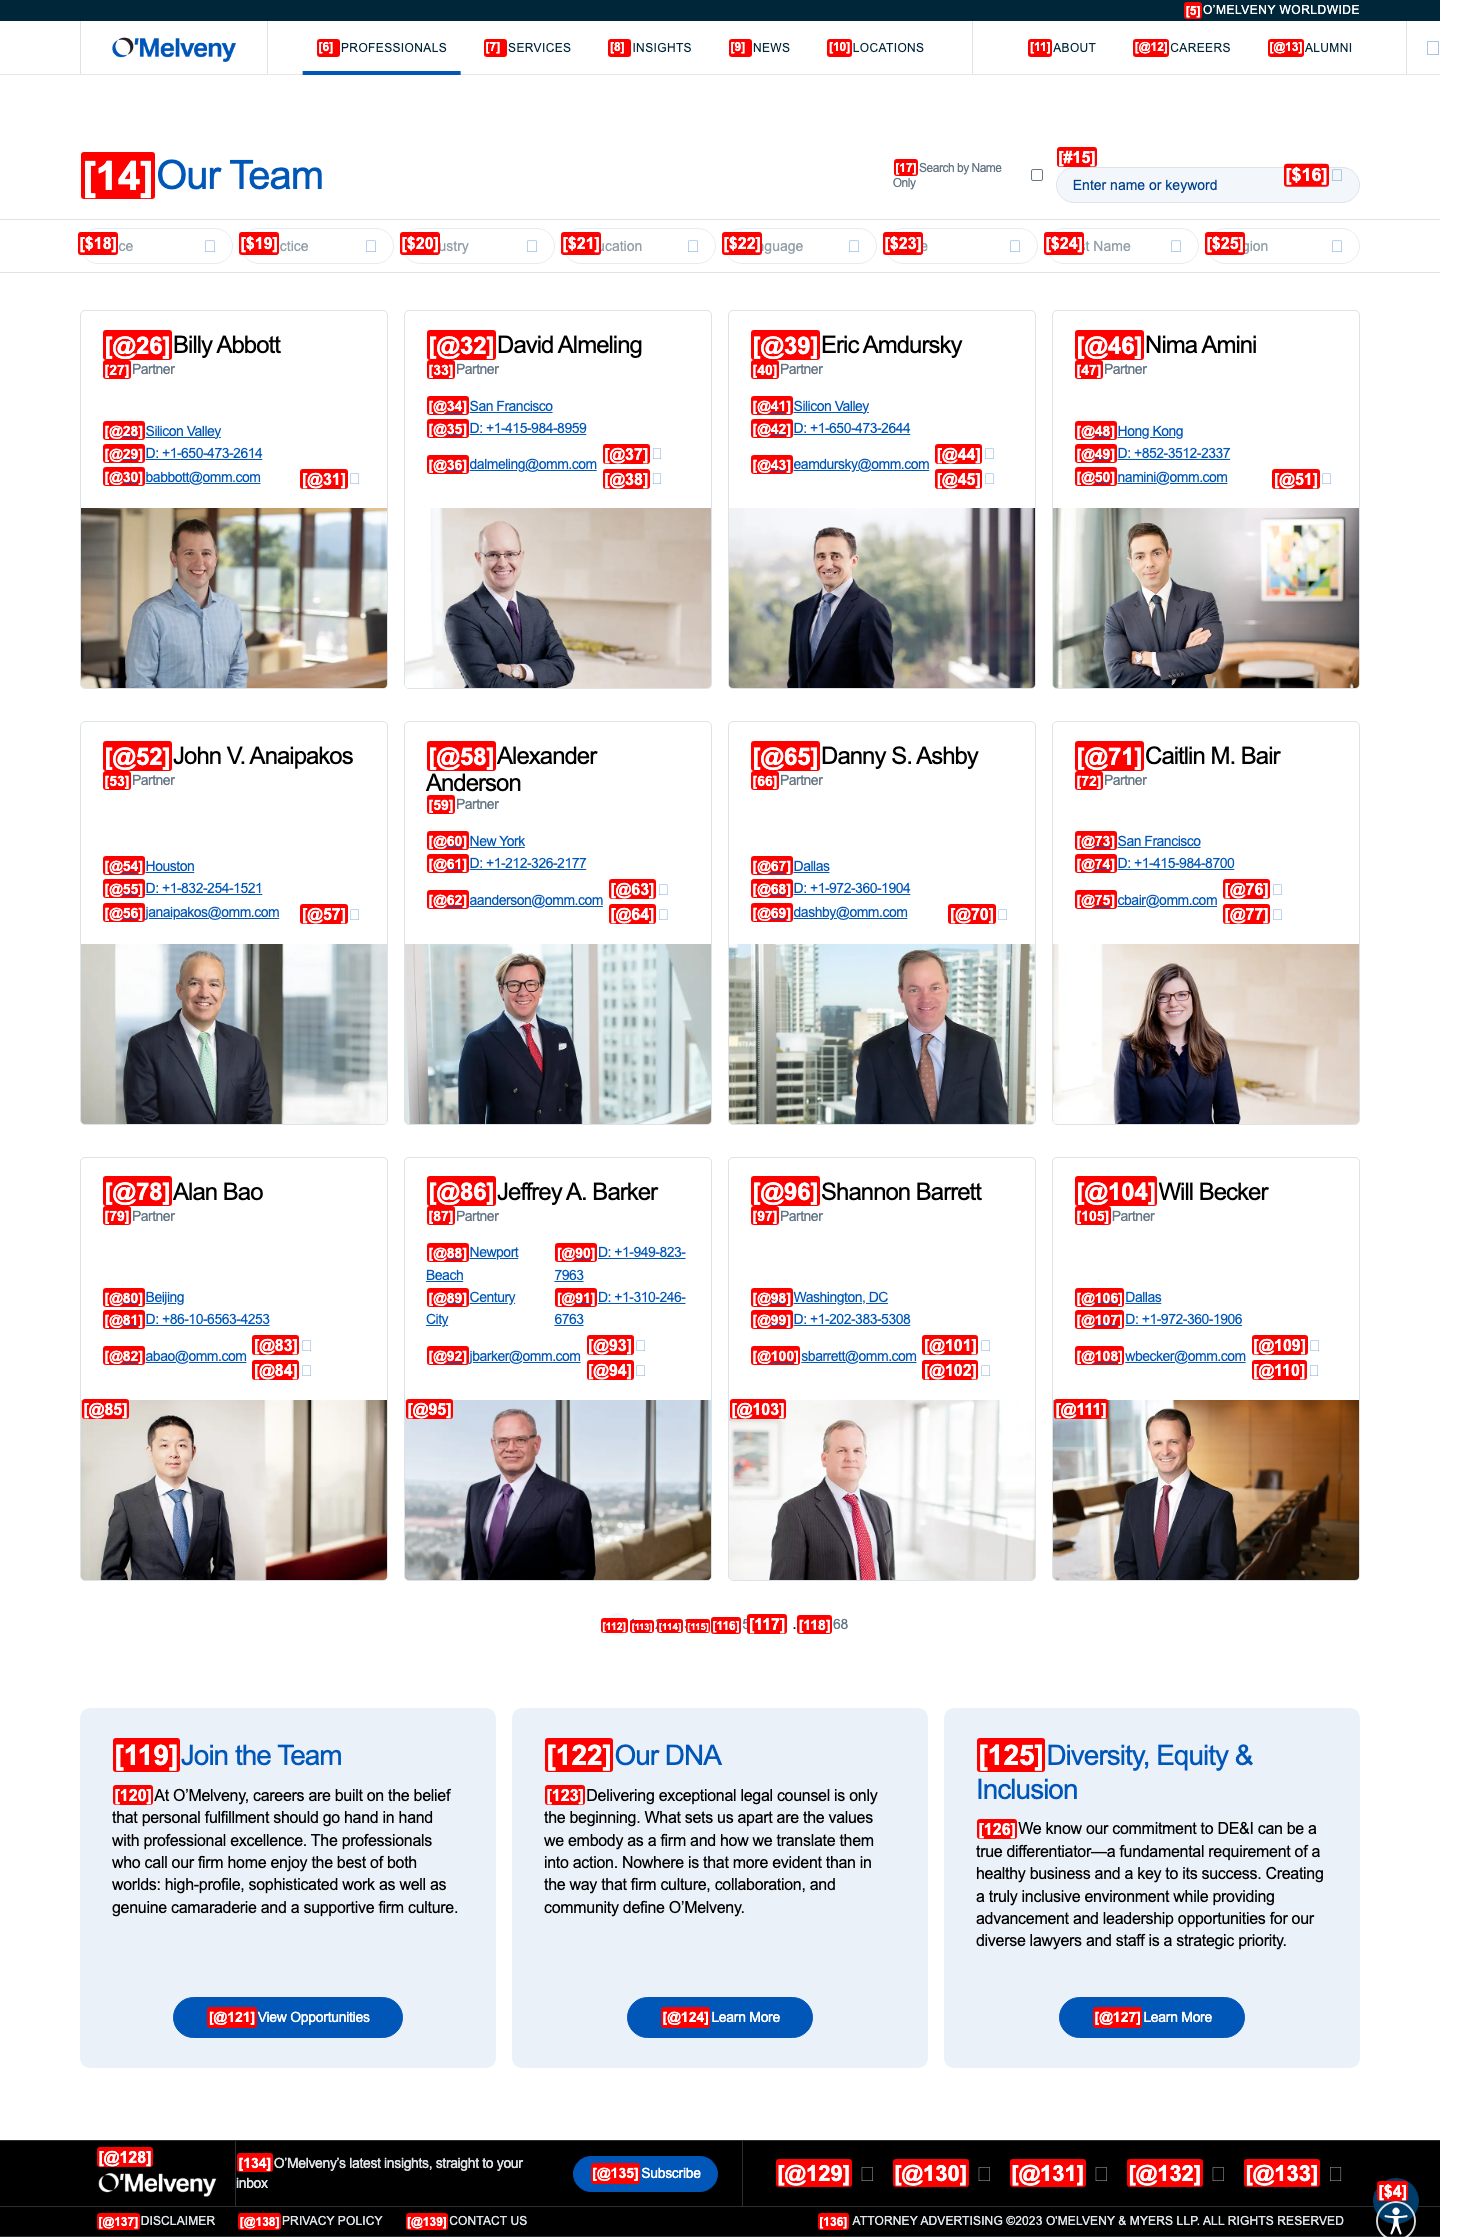 [5] O'MELVENY WORLDWIDE
O'Melveny
[6] PROFESSIONALS [7] SERVICES [8] INSIGHTS [9] NEWS [10] LOCATIONS [11] ABOUT [@12] CAREERS [@13] ALUMNI
[14] Our Team
[17] Search by Name
Only
[#15]
Enter name or keyword [$16]
[$18]ce [$19]ctice [$20]ustry [$21]ucation [$22]guage [$23]e [$24]t Name [$25]gion
[@26] Billy Abbott
[27] Partner
[@28] Silicon Valley
[@29] D: +1-650-473-2614
[@30] babbott@omm.com [@31]
[@32] David Almeling
[33] Partner
[@34] San Francisco
[@35] D: +1-415-984-8959
[@36] dalmeling@omm.com [@37]
[@38]
[@39] Eric Amdursky
[40] Partner
[@41] Silicon Valley
[@42] D: +1-650-473-2644
[@43] eamdursky@omm.com [@44]
[@45]
[@46] Nima Amini
[47] Partner
[@48] Hong Kong
[@49] D: +852-3512-2337
[@50] namini@omm.com [@51]
[@52] John V. Anaipakos
[53] Partner
[@54] Houston
[@55] D: +1-832-254-1521
[@56] janaipakos@omm.com [@57]
[@58] Alexander
Anderson
[59] Partner
[@60] New York
[@61] D: +1-212-326-2177
[@62] aanderson@omm.com [@63]
[@64]
[@65] Danny S. Ashby
[66] Partner
[@67] Dallas
[@68] D: +1-972-360-1904
[@69] dashby@omm.com [@70]
[@71] Caitlin M. Bair
[72] Partner
[@73] San Francisco
[@74] D: +1-415-984-8700
[@75] cbair@omm.com [@76]
[@77]
[@78] Alan Bao
[79] Partner
[@80] Beijing
[@81] D: +86-10-6563-4253
[@82] abao@omm.com [@83]
[@84]
[@85]
[@86] Jeffrey A. Barker
[87] Partner
[@88] Newport [@90] D: +1-949-823-
Beach 7963
[@89] Century [@91] D: +1-310-246-
City 6763
[@92] jbarker@omm.com [@93]
[@94]
[@95]
[@96] Shannon Barrett
[97] Partner
[@98] Washington, DC
[@99] D: +1-202-383-5308
[@100] sbarrett@omm.com [@101]
[@102]
[@103]
[@104] Will Becker
[105] Partner
[@106] Dallas
[@107] D: +1-972-360-1906
[@108] wbecker@omm.com [@109]
[@110]
[@111]
[112] [113] [114] [115] [116] 5 [117] . [118] 68
[119] Join the Team
[120] At O'Melveny, careers are built on the belief
that personal fulfillment should go hand in hand
with professional excellence. The professionals
who call our firm home enjoy the best of both
worlds: high-profile, sophisticated work as well as
genuine camaraderie and a supportive firm culture.
[@121] View Opportunities
[122] Our DNA
[123] Delivering exceptional legal counsel is only
the beginning. What sets us apart are the values
we embody as a firm and how we translate them
into action. Nowhere is that more evident than in
the way that firm culture, collaboration, and
community define O'Melveny.
[@124] Learn More
[125] Diversity, Equity &
Inclusion
[126] We know our commitment to DE&I can be a
true differentiator—a fundamental requirement of a
healthy business and a key to its success. Creating
a truly inclusive environment while providing
advancement and leadership opportunities for our
diverse lawyers and staff is a strategic priority.
[@127] Learn More
[@128]
O'Melveny
[134] O'Melveny's latest insights, straight to your
inbox
[@135] Subscribe
[@129] [@130] [@131] [@132] [@133]
[$4]
[@137] DISCLAIMER [@138] PRIVACY POLICY [@139] CONTACT US
[136] ATTORNEY ADVERTISING ©2023 O'MELVENY & MYERS LLP. ALL RIGHTS RESERVED